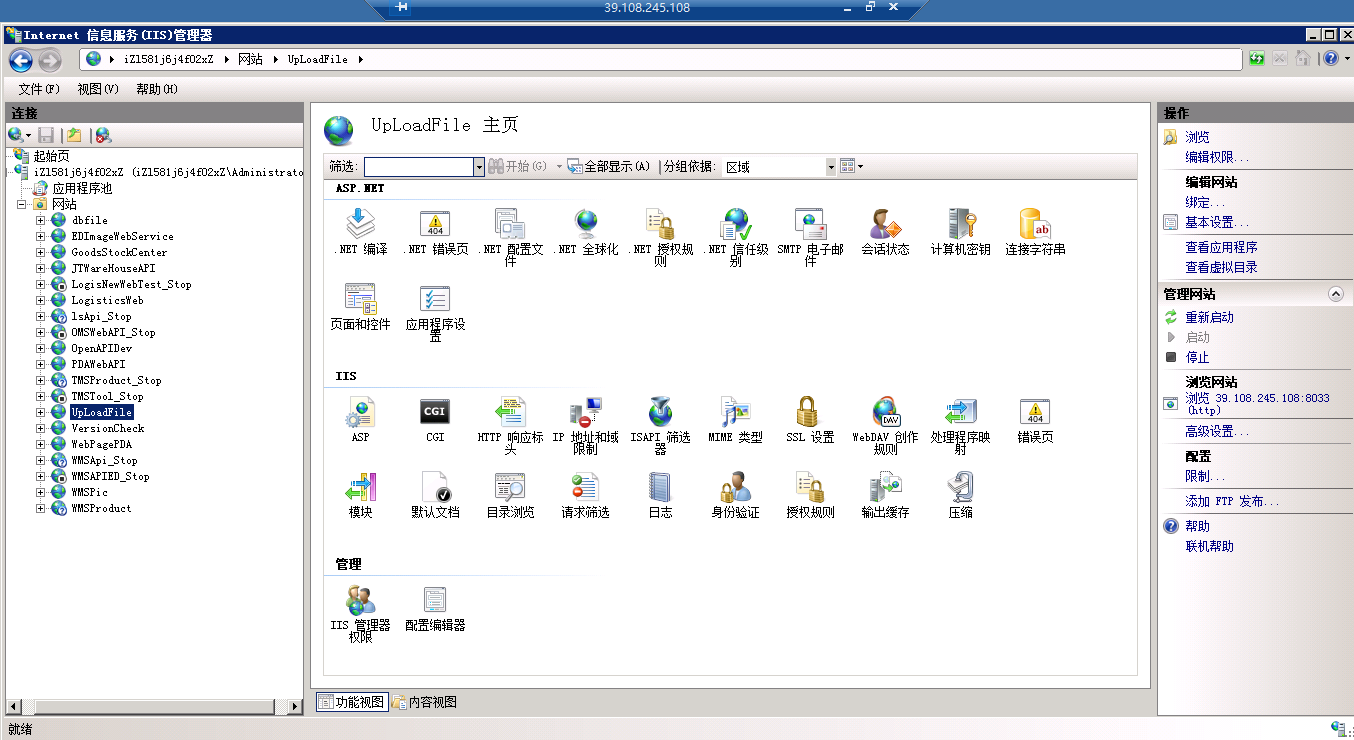 39.108.245.108
Internet 信息服务(IIS)管理器
iZl581j6j4f02xZ 网站 UpLoadFile
文件(F) 视图(V) 帮助(H)
连接
起始页
iZl581j6j4f02xZ (iZl581j6j4f02xZ\Administrato
应用程序池
网站
dbfile
EDImageWebService
GoodsStockCenter
JTWareHouseAPI
LogisNewWebTest_Stop
LogisticsWeb
lsApi_Stop
OMSWebAPI_Stop
OpenAPIDev
PDAWebAPI
TMSProduct_Stop
TMSTool_Stop
UpLoadFile
VersionCheck
WebPagePDA
WMSApi_Stop
WMSAPIED_Stop
WMSPic
WMSProduct
UpLoadFile 主页
筛选: 开始(G) 全部显示(A) 分组依据: 区域
ASP.NET
.NET 编译 .NET 错误页 .NET 配置文件 .NET 全球化 .NET 授权规则 .NET 信任级别 SMTP 电子邮件 会话状态 计算机密钥 连接字符串
页面和控件 应用程序设置
IIS
ASP CGI HTTP 响应标头 IP 地址和域限制 ISAPI 筛选器 MIME 类型 SSL 设置 WebDAV 创作规则 处理程序映射 错误页
模块 默认文档 目录浏览 请求筛选 日志 身份验证 授权规则 输出缓存 压缩
管理
IIS 管理器权限 配置编辑器
功能视图 内容视图
操作
浏览
编辑权限...
编辑网站
绑定...
基本设置...
查看应用程序
查看虚拟目录
管理网站
重新启动
启动
停止
浏览网站
浏览 39.108.245.108:8033
(http)
高级设置...
配置
限制...
添加 FTP 发布...
帮助
联机帮助
就绪